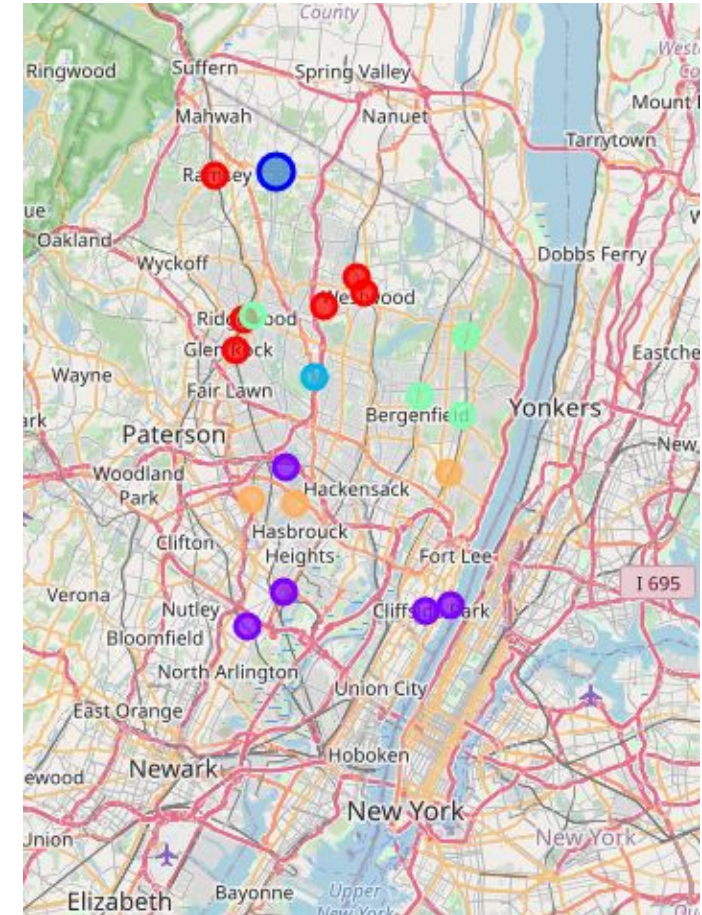 County
Ringwood
Suffern
Spring Valley
Mahwah
Nanuet
Mount
Tarrytown
Ramsey
Oakland
Wyckoff
Dobbs Ferry
Westwood
Ridgewood
Glen Rock
Eastche
Wayne
Fair Lawn
Bergenfield
Yonkers
Paterson
Woodland
Park
Hackensack
New
Clifton
Hasbrouck
Heights
Fort Lee
Verona
Nutley
I 695
Cliffside Park
Bloomfield
North Arlington
Union City
East Orange
Hoboken
Newark
ewood
New York
New York
Union
Bayonne
Upper
New York
Elizabeth